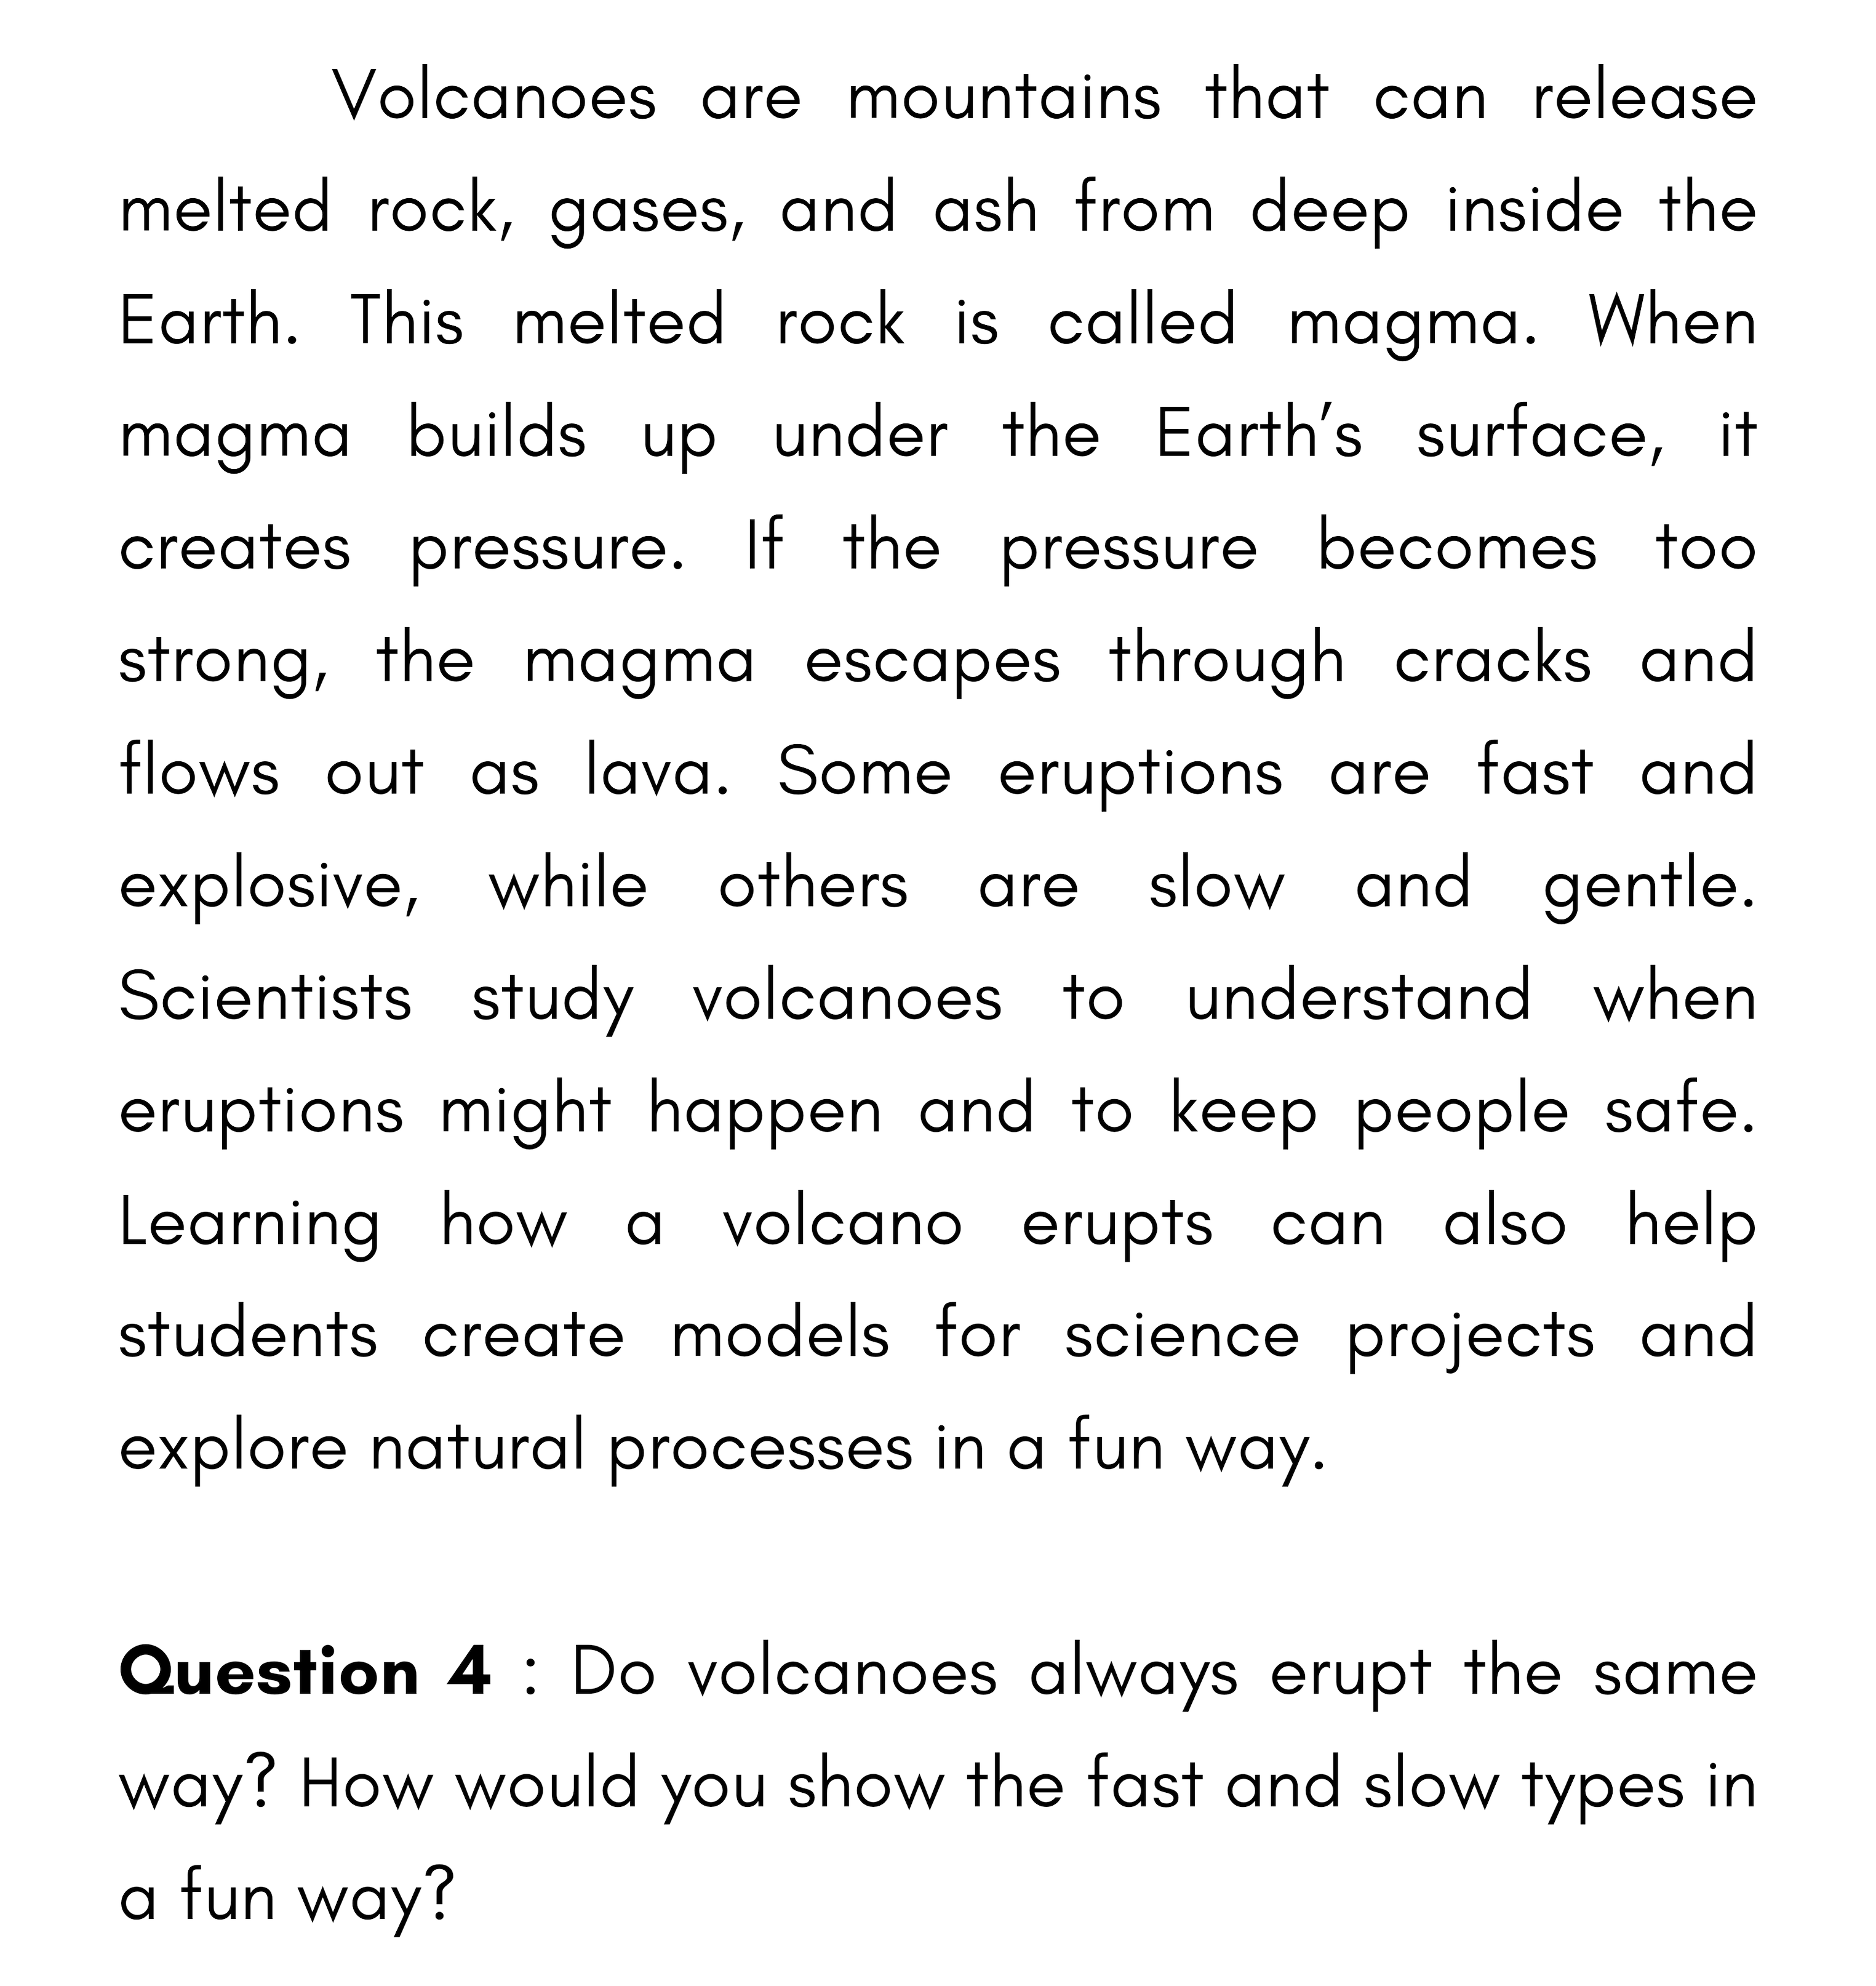 Volcanoes are mountains that can release
melted rock, gases, and ash from deep inside the
Earth. This melted rock is called magma. When
magma builds up under the Earth’s surface, it
creates pressure. If the pressure becomes too
strong, the magma escapes through cracks and
flows out as lava. Some eruptions are fast and
explosive, while others are slow and gentle.
Scientists study volcanoes to understand when
eruptions might happen and to keep people safe.
Learning how a volcano erupts can also help
students create models for science projects and
explore natural processes in a fun way.
Question 4 : Do volcanoes always erupt the same
way? How would you show the fast and slow types in
a fun way?